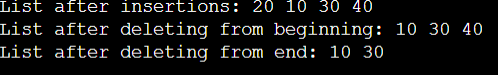 List after insertions: 20 10 30 40
List after deleting from beginning: 10 30 40
List after deleting from end: 10 30